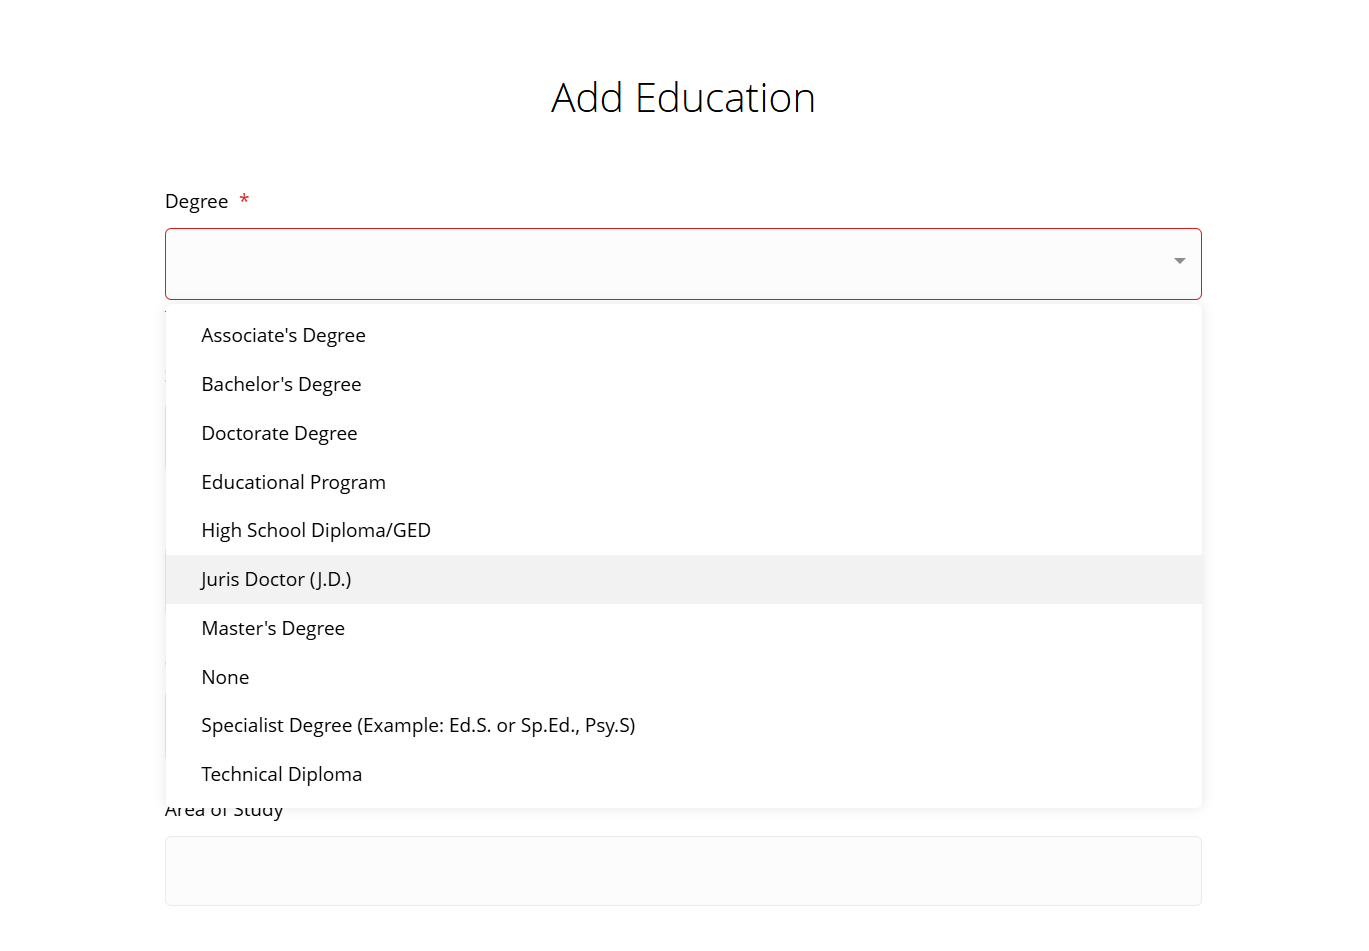 Add Education
Degree *
Associate's Degree
Bachelor's Degree
Doctorate Degree
Educational Program
High School Diploma/GED
Juris Doctor (J.D.)
Master's Degree
None
Specialist Degree (Example: Ed.S. or Sp.Ed., Psy.S)
Technical Diploma
Area of Study